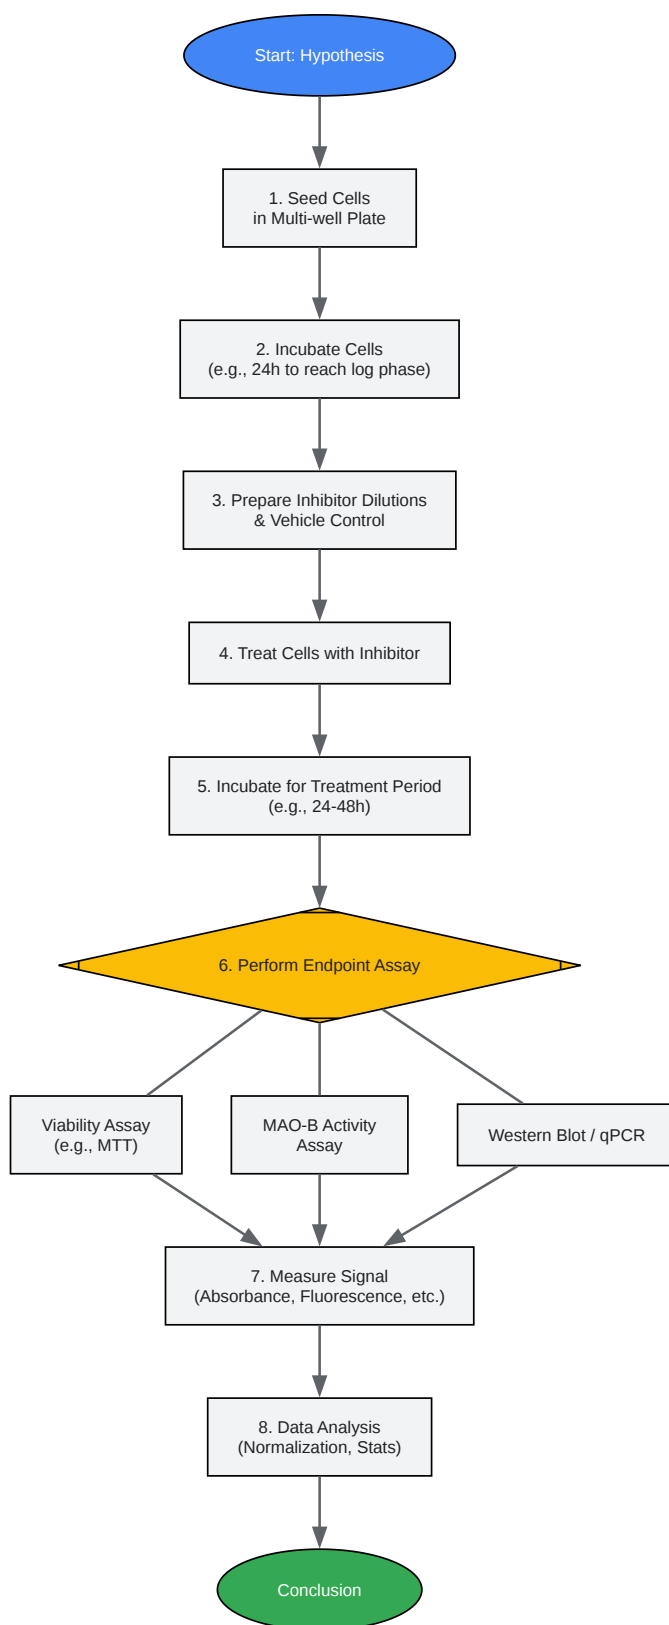 Start: Hypothesis
1. Seed Cells
in Multi-well Plate
2. Incubate Cells
(e.g., 24h to reach log phase)
3. Prepare Inhibitor Dilutions
& Vehicle Control
4. Treat Cells with Inhibitor
5. Incubate for Treatment Period
(e.g., 24-48h)
6. Perform Endpoint Assay
Viability Assay
(e.g., MTT)
MAO-B Activity
Assay
Western Blot / qPCR
7. Measure Signal
(Absorbance, Fluorescence, etc.)
8. Data Analysis
(Normalization, Stats)
Conclusion